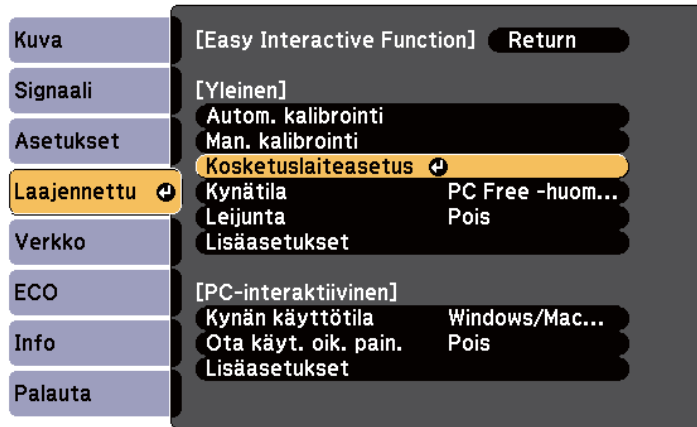 Kuva
Signaali
Asetukset
Laajennettu
Verkko
ECO
Info
Palauta
[Easy Interactive Function] Return
[Yleinen]
Autom. kalibrointi
Man. kalibrointi
Kosketuslaiteasetus
Kynätila PC Free -huom...
Leijunta Pois
Lisäasetukset
[PC-interaktiivinen]
Kynän käyttötila Windows/Mac...
Ota käyt. oik. pain. Pois
Lisäasetukset